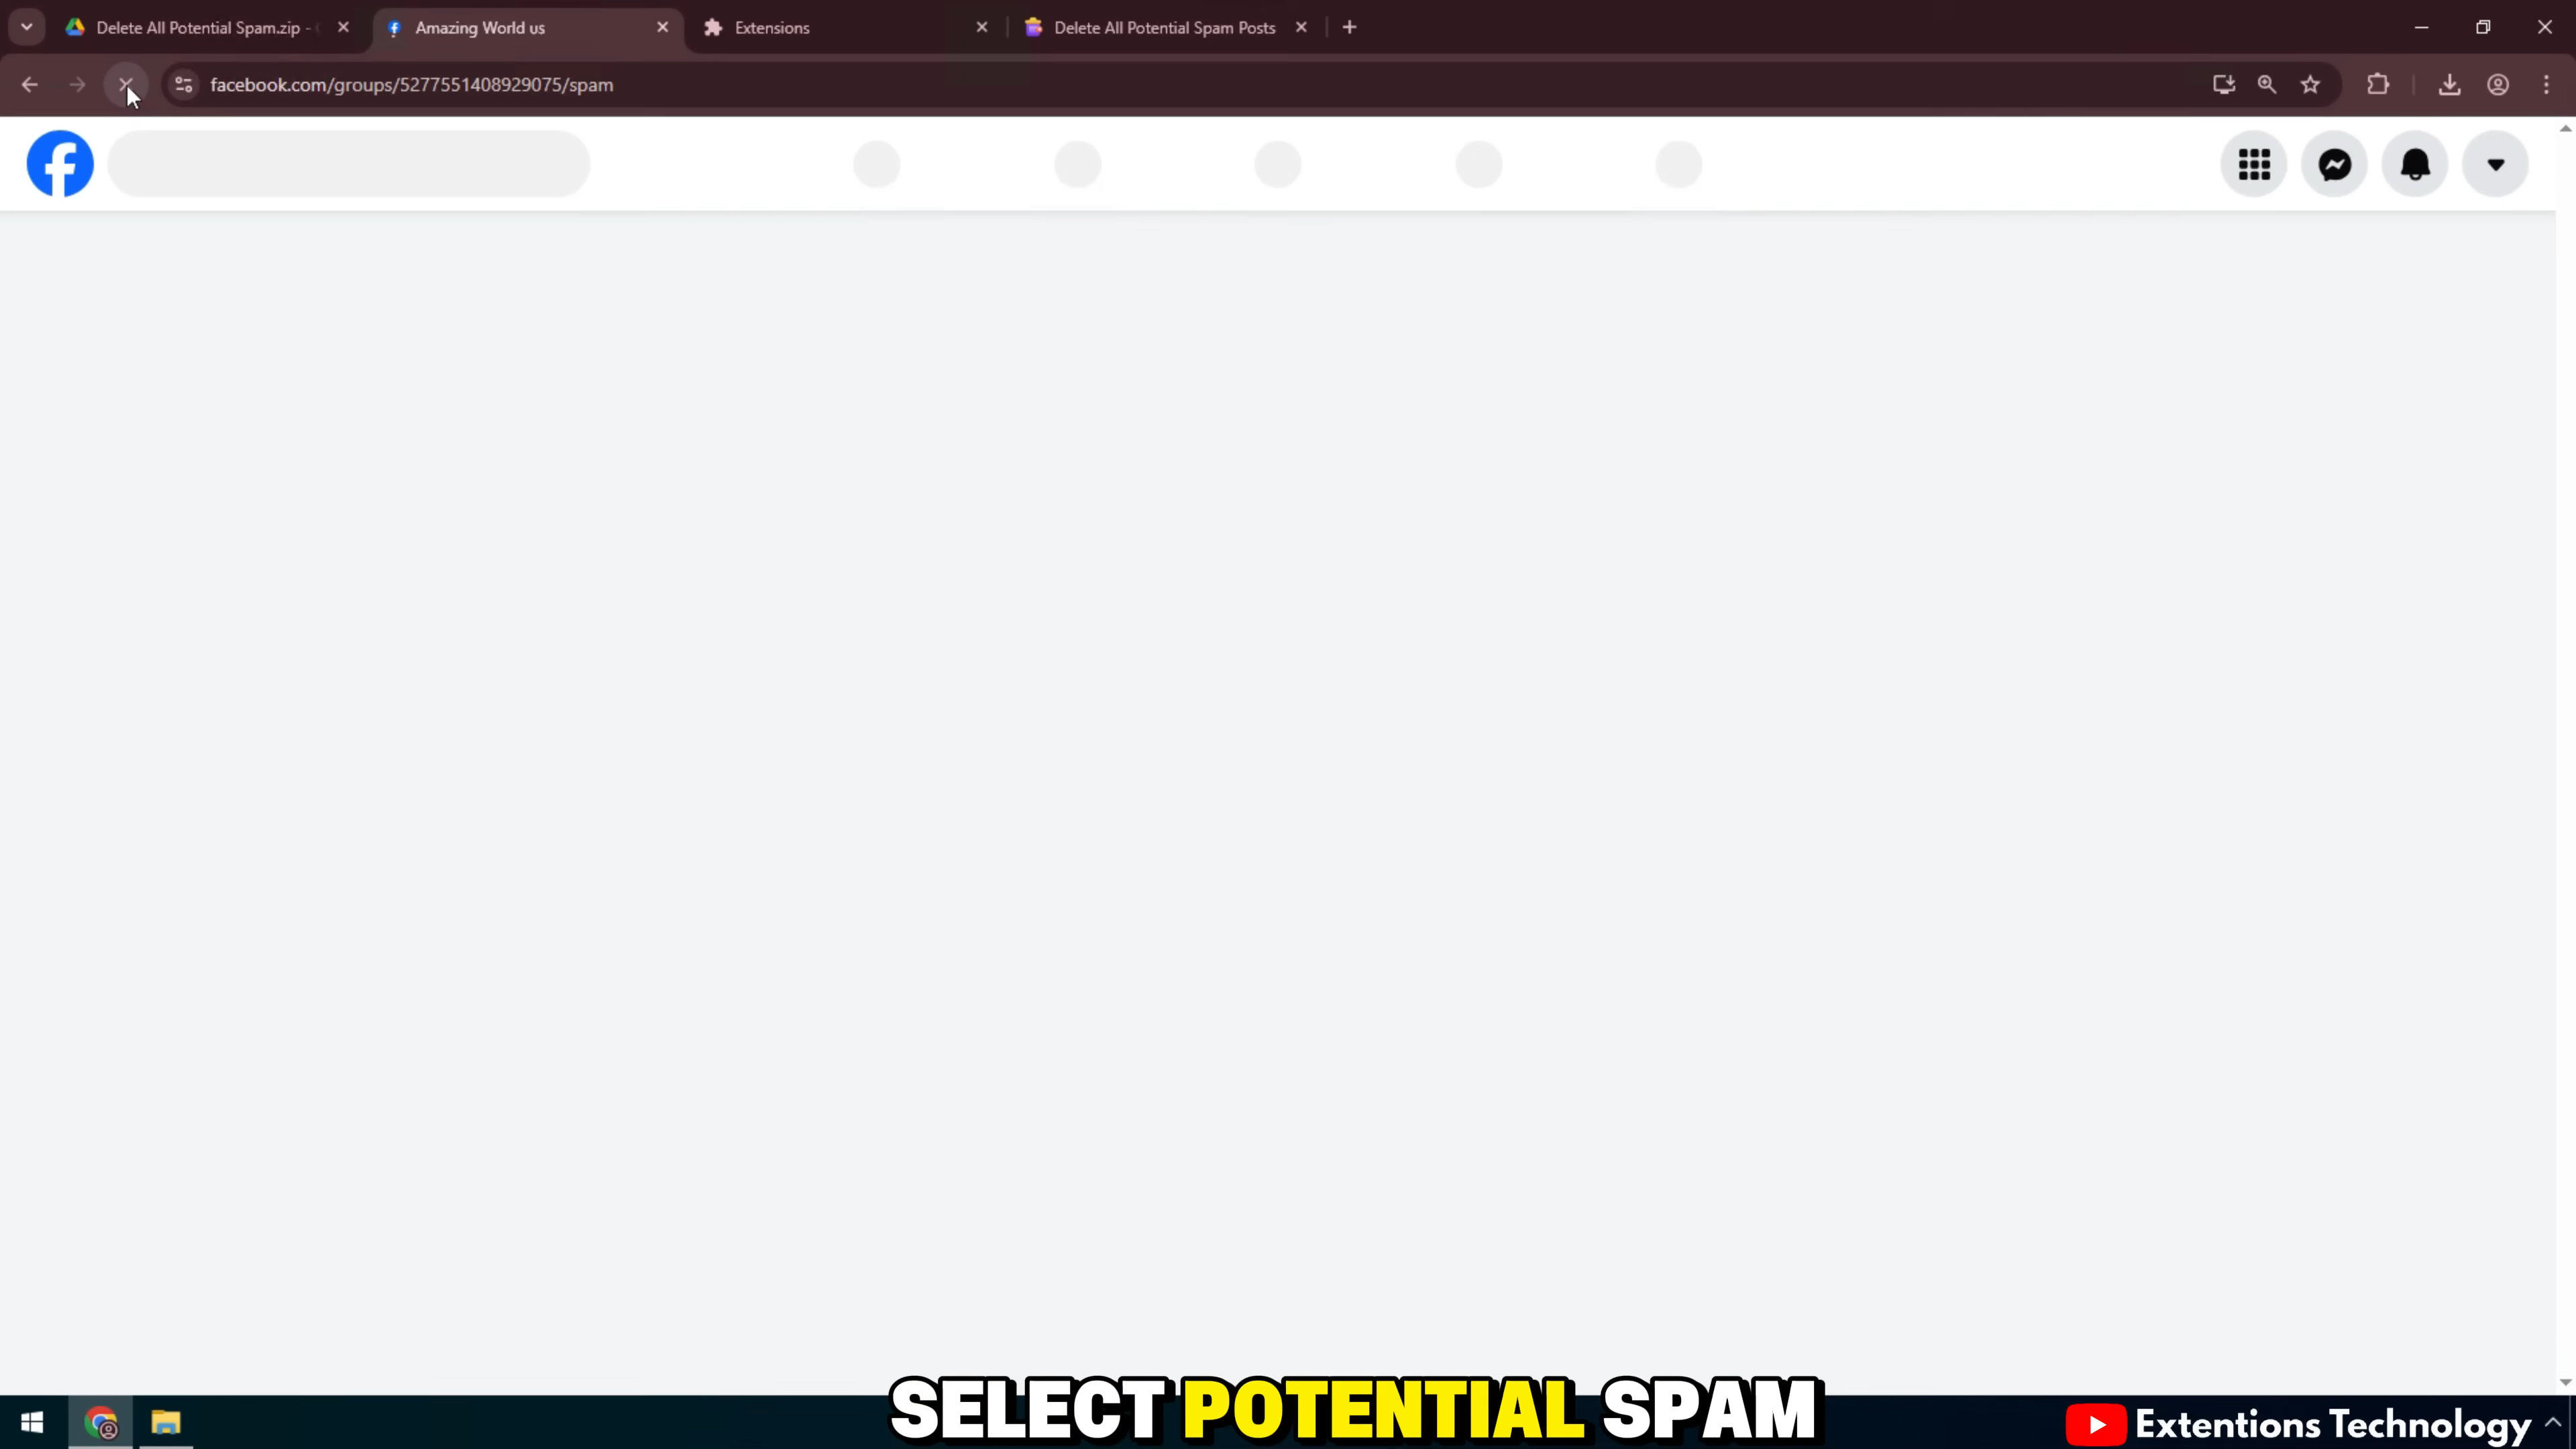 Delete All Potential Spam.zip -
Amazing World us
Extensions
Delete All Potential Spam Posts
facebook.com/groups/5277551408929075/spam
SELECT POTENTIAL SPAM
Extentions Technology